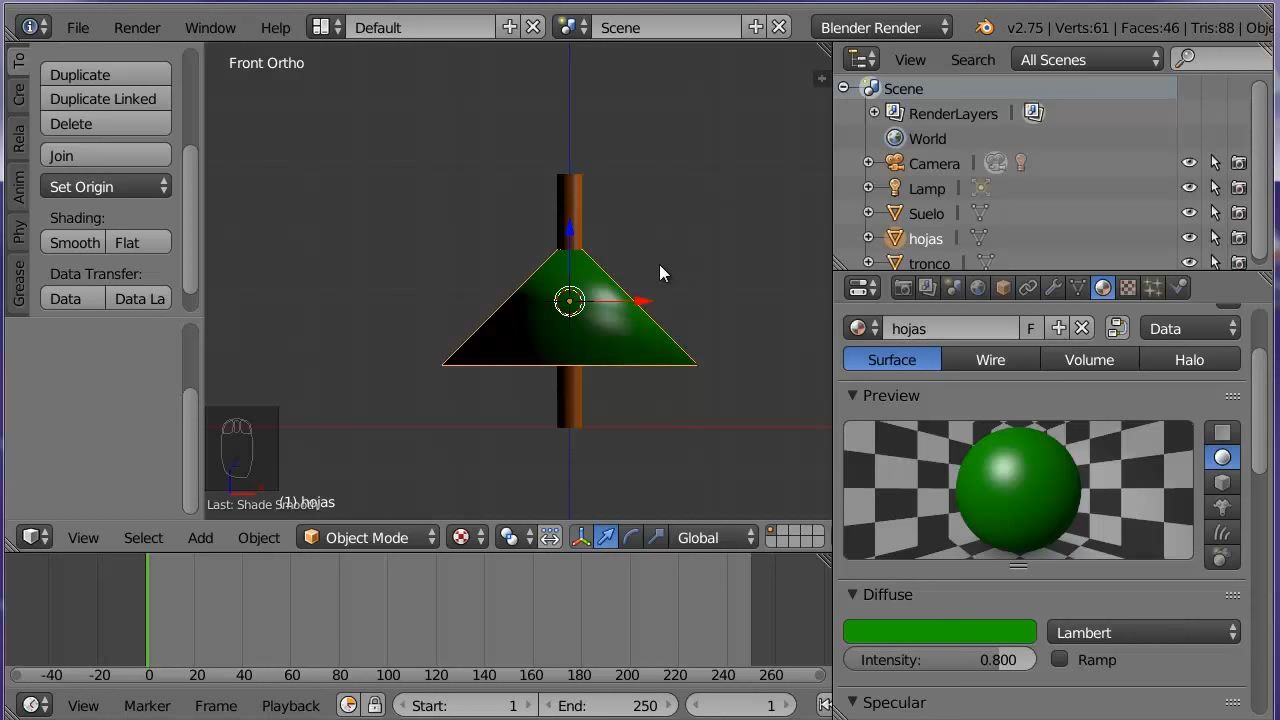 File Render Window Help Default Scene Blender Render v2.75 | Verts:61 | Faces:46 | Tris:88 | Obje
To
Cre
Rela
Anim
Phy
Grease
Duplicate
Duplicate Linked
Delete
Join
Set Origin
Shading:
Smooth Flat
Data Transfer:
Data Data La
Front Ortho
(1) hojas
Last: Shade Smooth
View Select Add Object Object Mode Global
-40 -20 0 20 40 60 80 100 120 140 160 180 200 220 240 260
View Marker Frame Playback Start: 1 End: 250 1
View Search All Scenes
Scene
RenderLayers
World
Camera
Lamp
Suelo
hojas
tronco
hojas F Data
Surface Wire Volume Halo
Preview
Diffuse
Lambert
Intensity: 0.800 Ramp
Specular